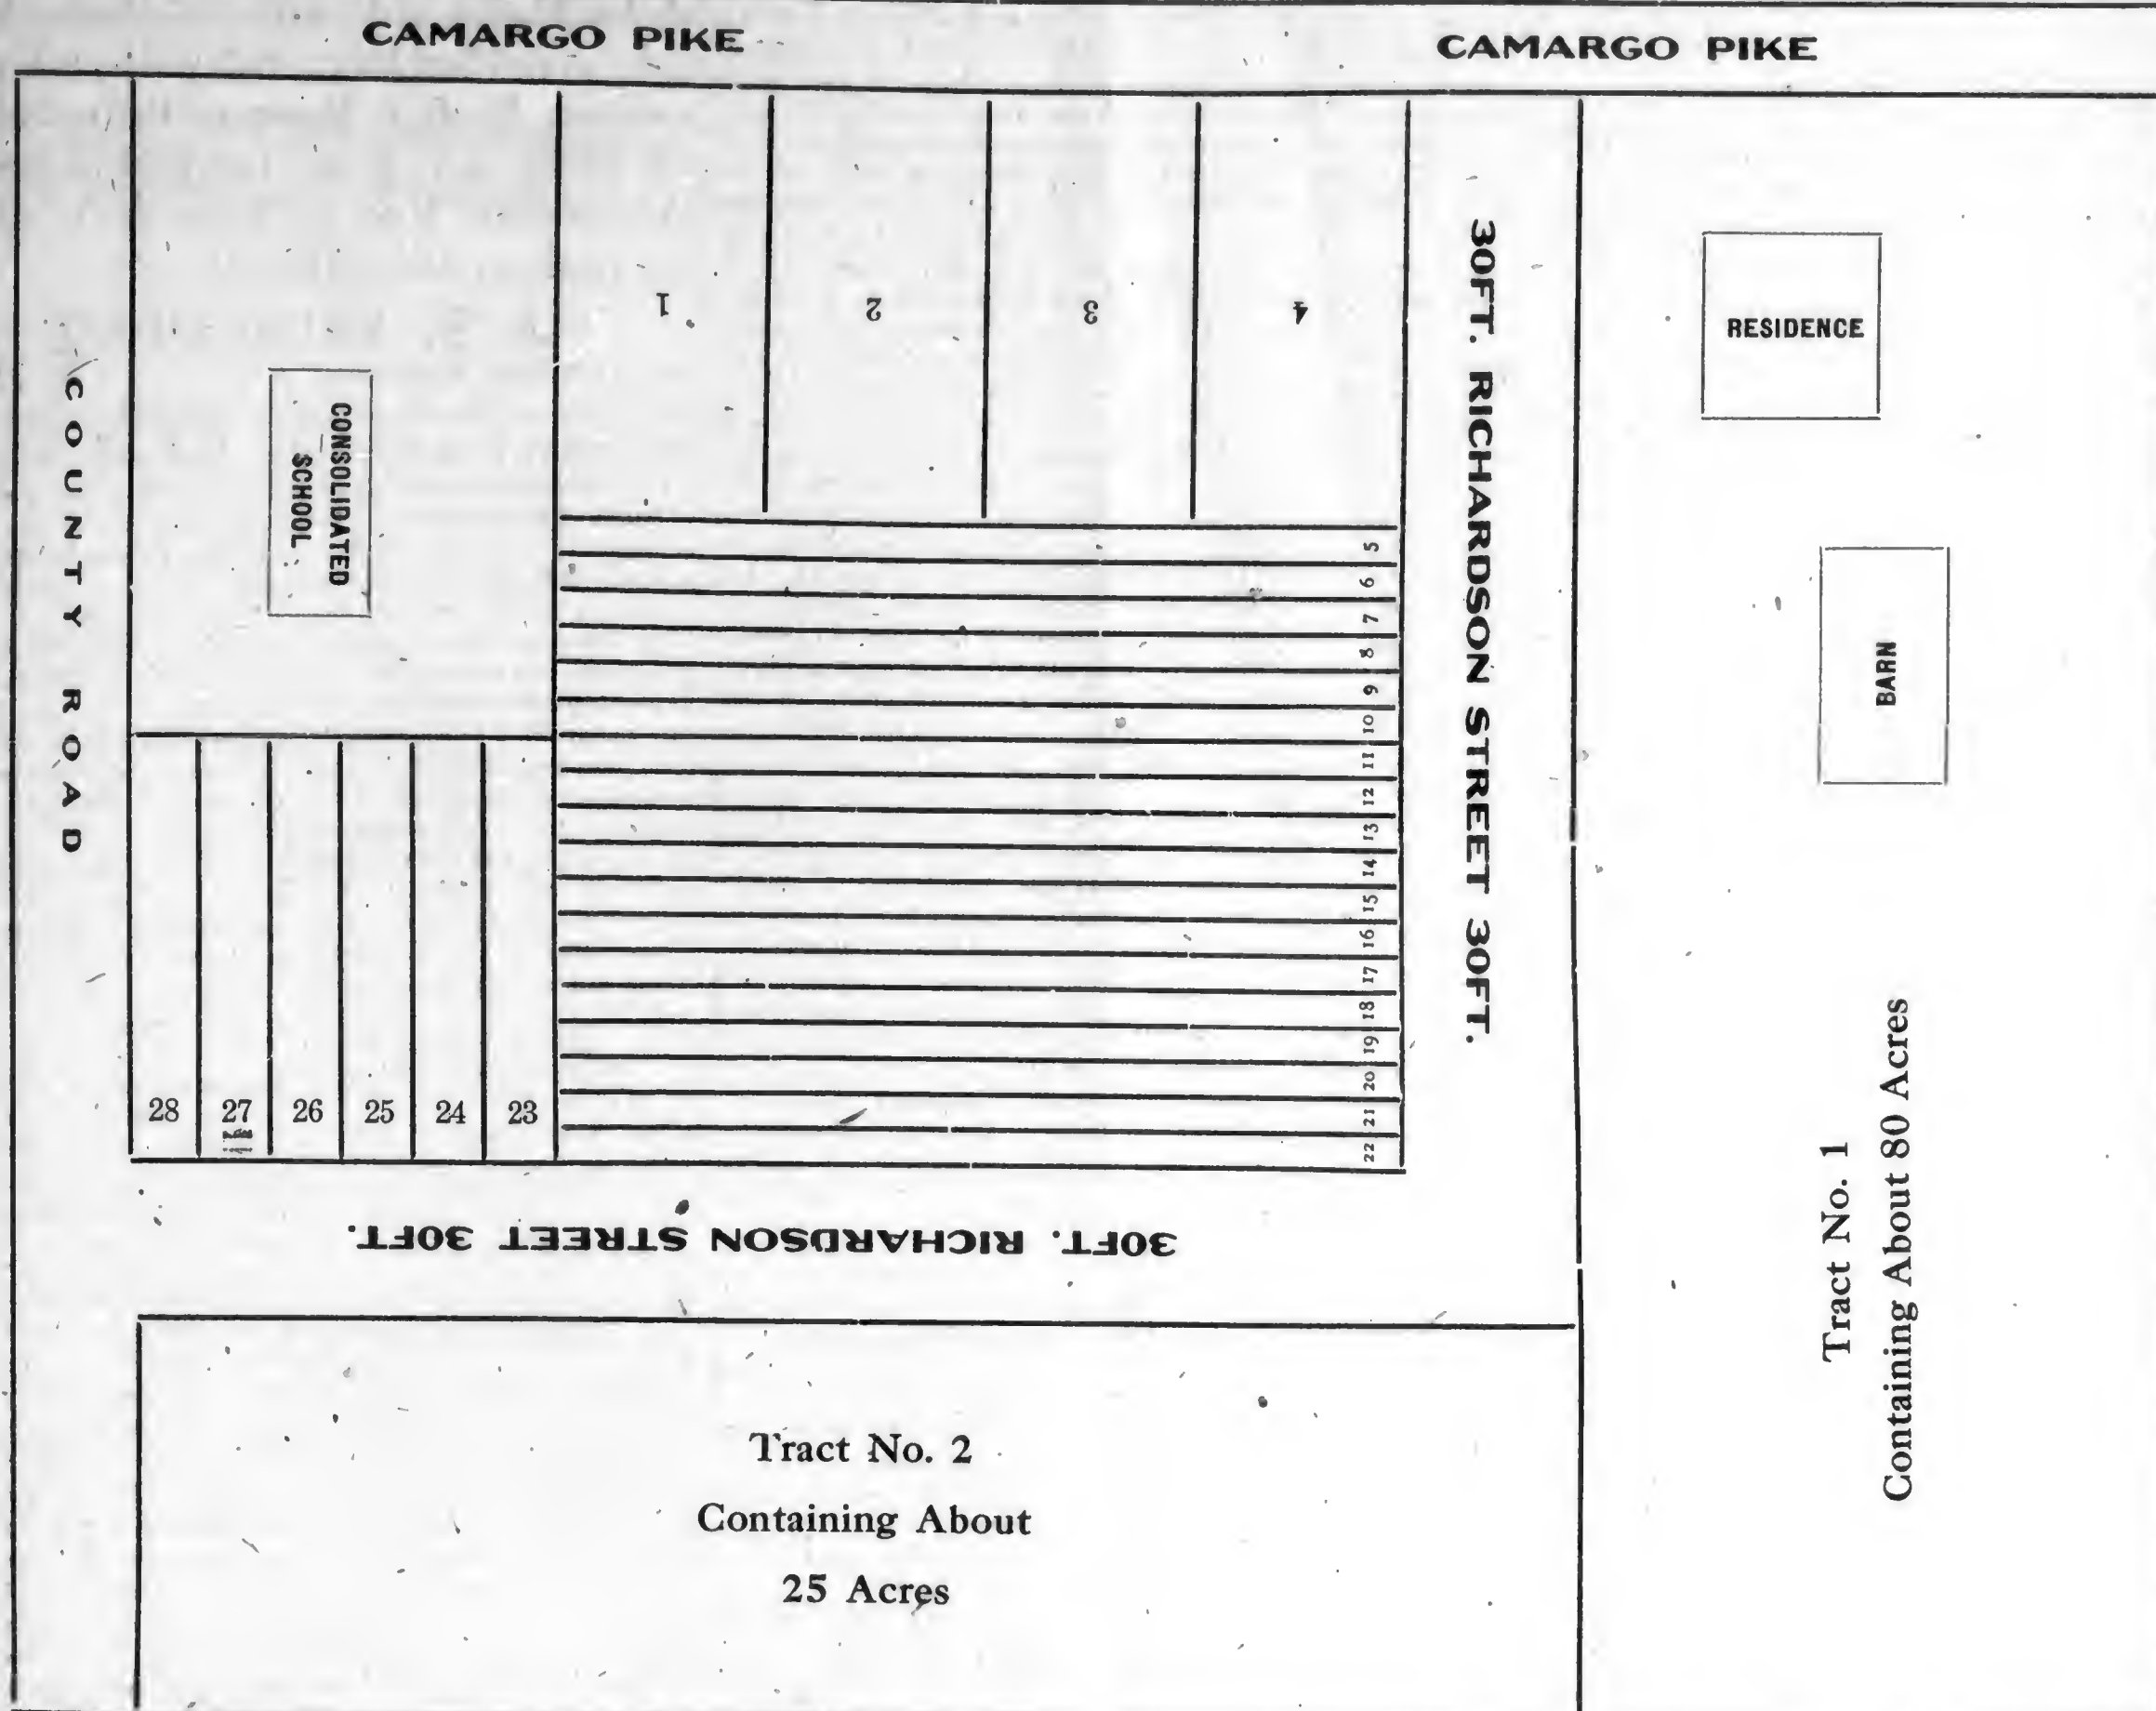 CAMARGO PIKE
CAMARGO PIKE
COUNTY ROAD
CONSOLIDATED
SCHOOL
1
2
3
4
30FT. RICHARDSON STREET 30FT.
RESIDENCE
BARN
5
6
7
8
9
10
11
12
13
14
15
16
17
18
19
20
21
22
28
27
26
25
24
23
30FT. RICHARDSON STREET 30FT.
Tract No. 1
Containing About 80 Acres
Tract No. 2
Containing About
25 Acres